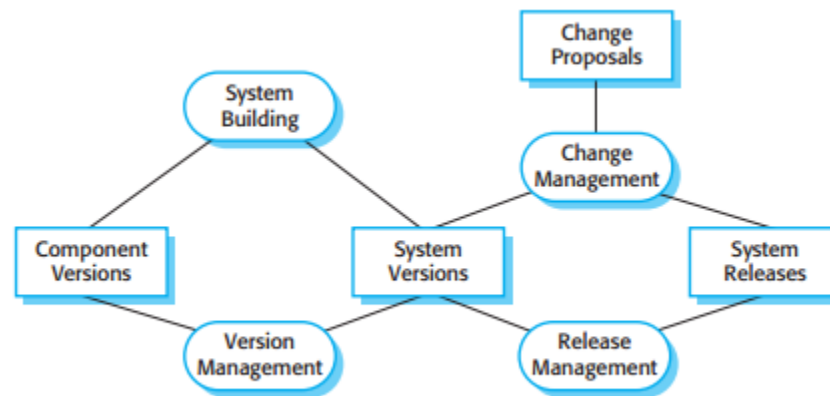 Change
Proposals
System
Building
Change
Management
Component
Versions
System
Versions
System
Releases
Version
Management
Release
Management